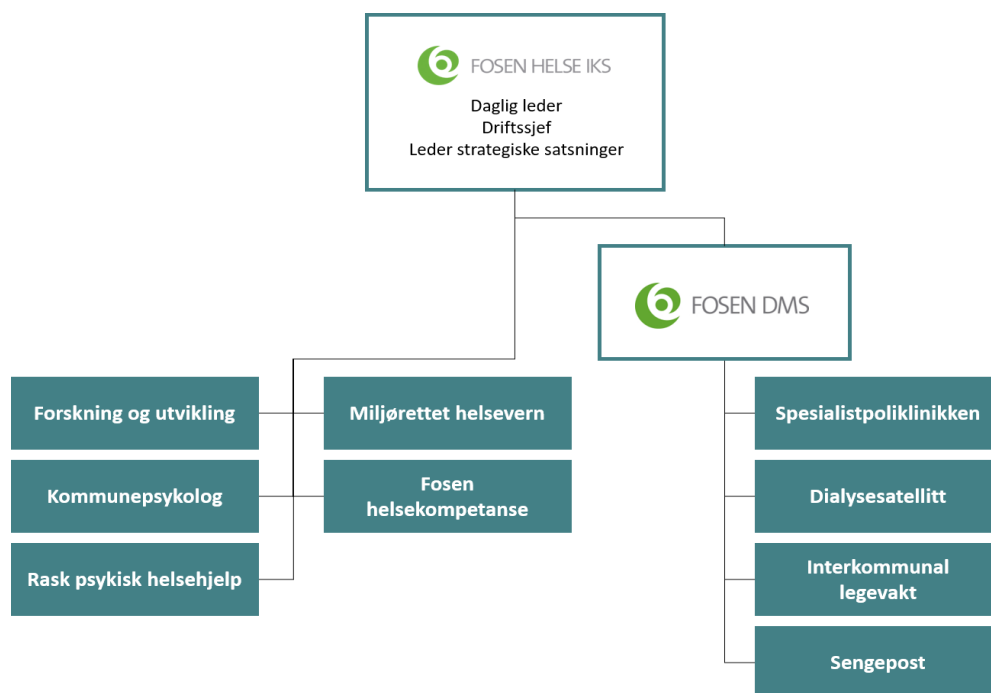 FOSEN HELSE IKS
Daglig leder
Driftssjef
Leder strategiske satsninger
FOSEN DMS
Forskning og utvikling
Miljørettet helsevern
Kommunepsykolog
Fosen
helsekompetanse
Rask psykisk helsehjelp
Spesialistpoliklinikken
Dialysesatellitt
Interkommunal
legevakt
Sengepost